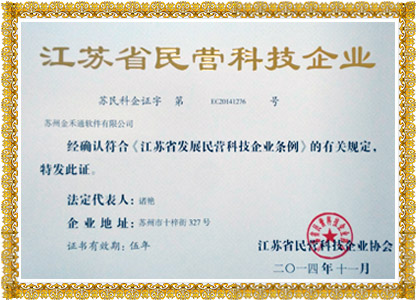 江苏省民营科技企业
苏民科企证字 第 EC20141276 号
苏州金禾通软件有限公司
经确认符合《江苏省发展民营科技企业条例》的有关规定，
特发此证。
法定代表人：诸艳
企业地址：苏州市十梓街327号
证书有效期：伍年
江苏省民营科技企业协会
二〇一四年十一月